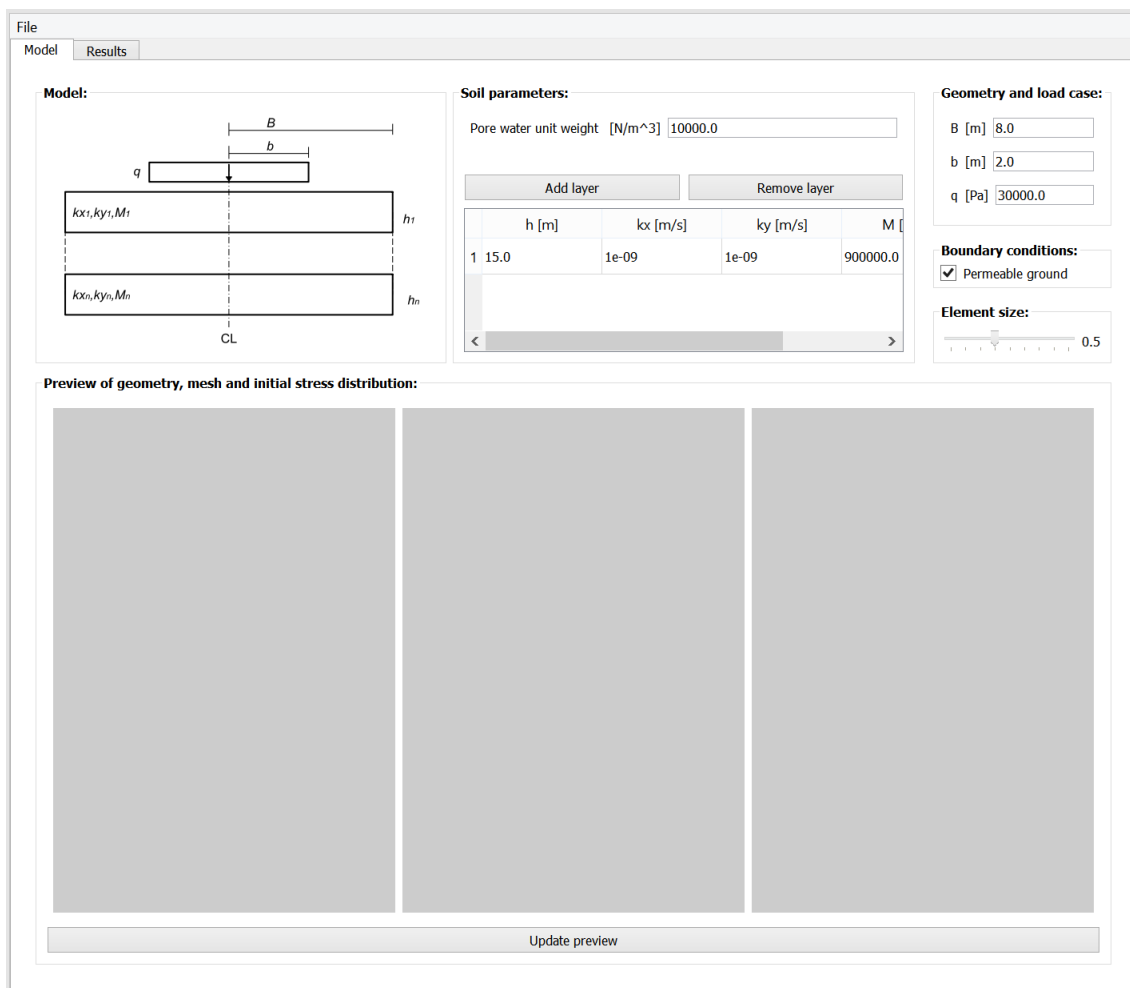 File
Model Results
Model:
B
b
q
kx1,ky1,M1
h1
kxn,kyn,Mn
hn
CL
Soil parameters:
Pore water unit weight [N/m^3] 10000.0
Add layer Remove layer
h [m] kx [m/s] ky [m/s] M [
1 15.0 1e-09 1e-09 900000.0
Geometry and load case:
B [m] 8.0
b [m] 2.0
q [Pa] 30000.0
Boundary conditions:
Permeable ground
Element size:
0.5
Preview of geometry, mesh and initial stress distribution:
Update preview